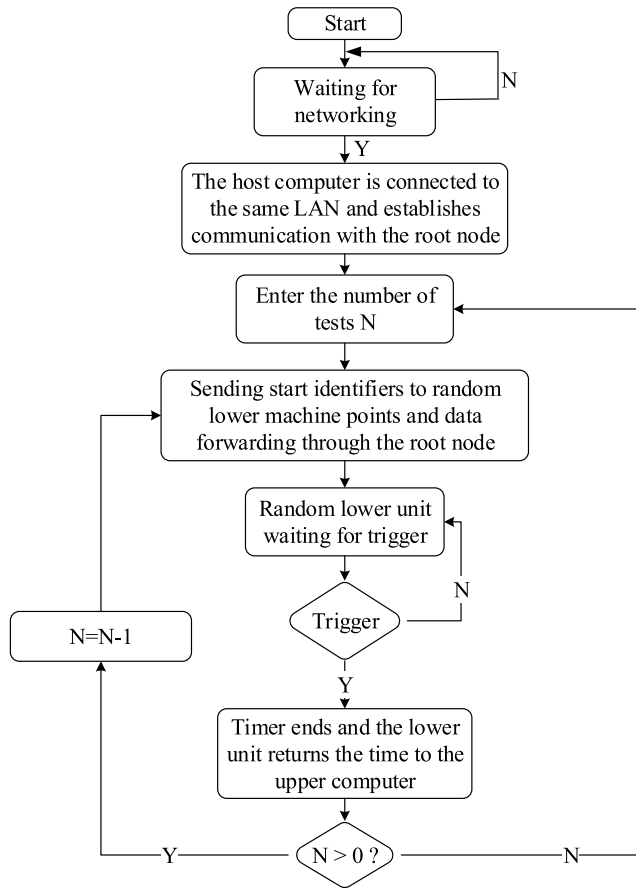 Start
N
Waiting for
networking
Y
The host computer is connected to
the same LAN and establishes
communication with the root node
Enter the number of
tests N
Sending start identifiers to random
lower machine points and data
forwarding through the root node
Random lower unit
waiting for trigger
N
Trigger
N=N-1
Y
Timer ends and the lower
unit returns the time to the
upper computer
Y
N > 0 ?
N